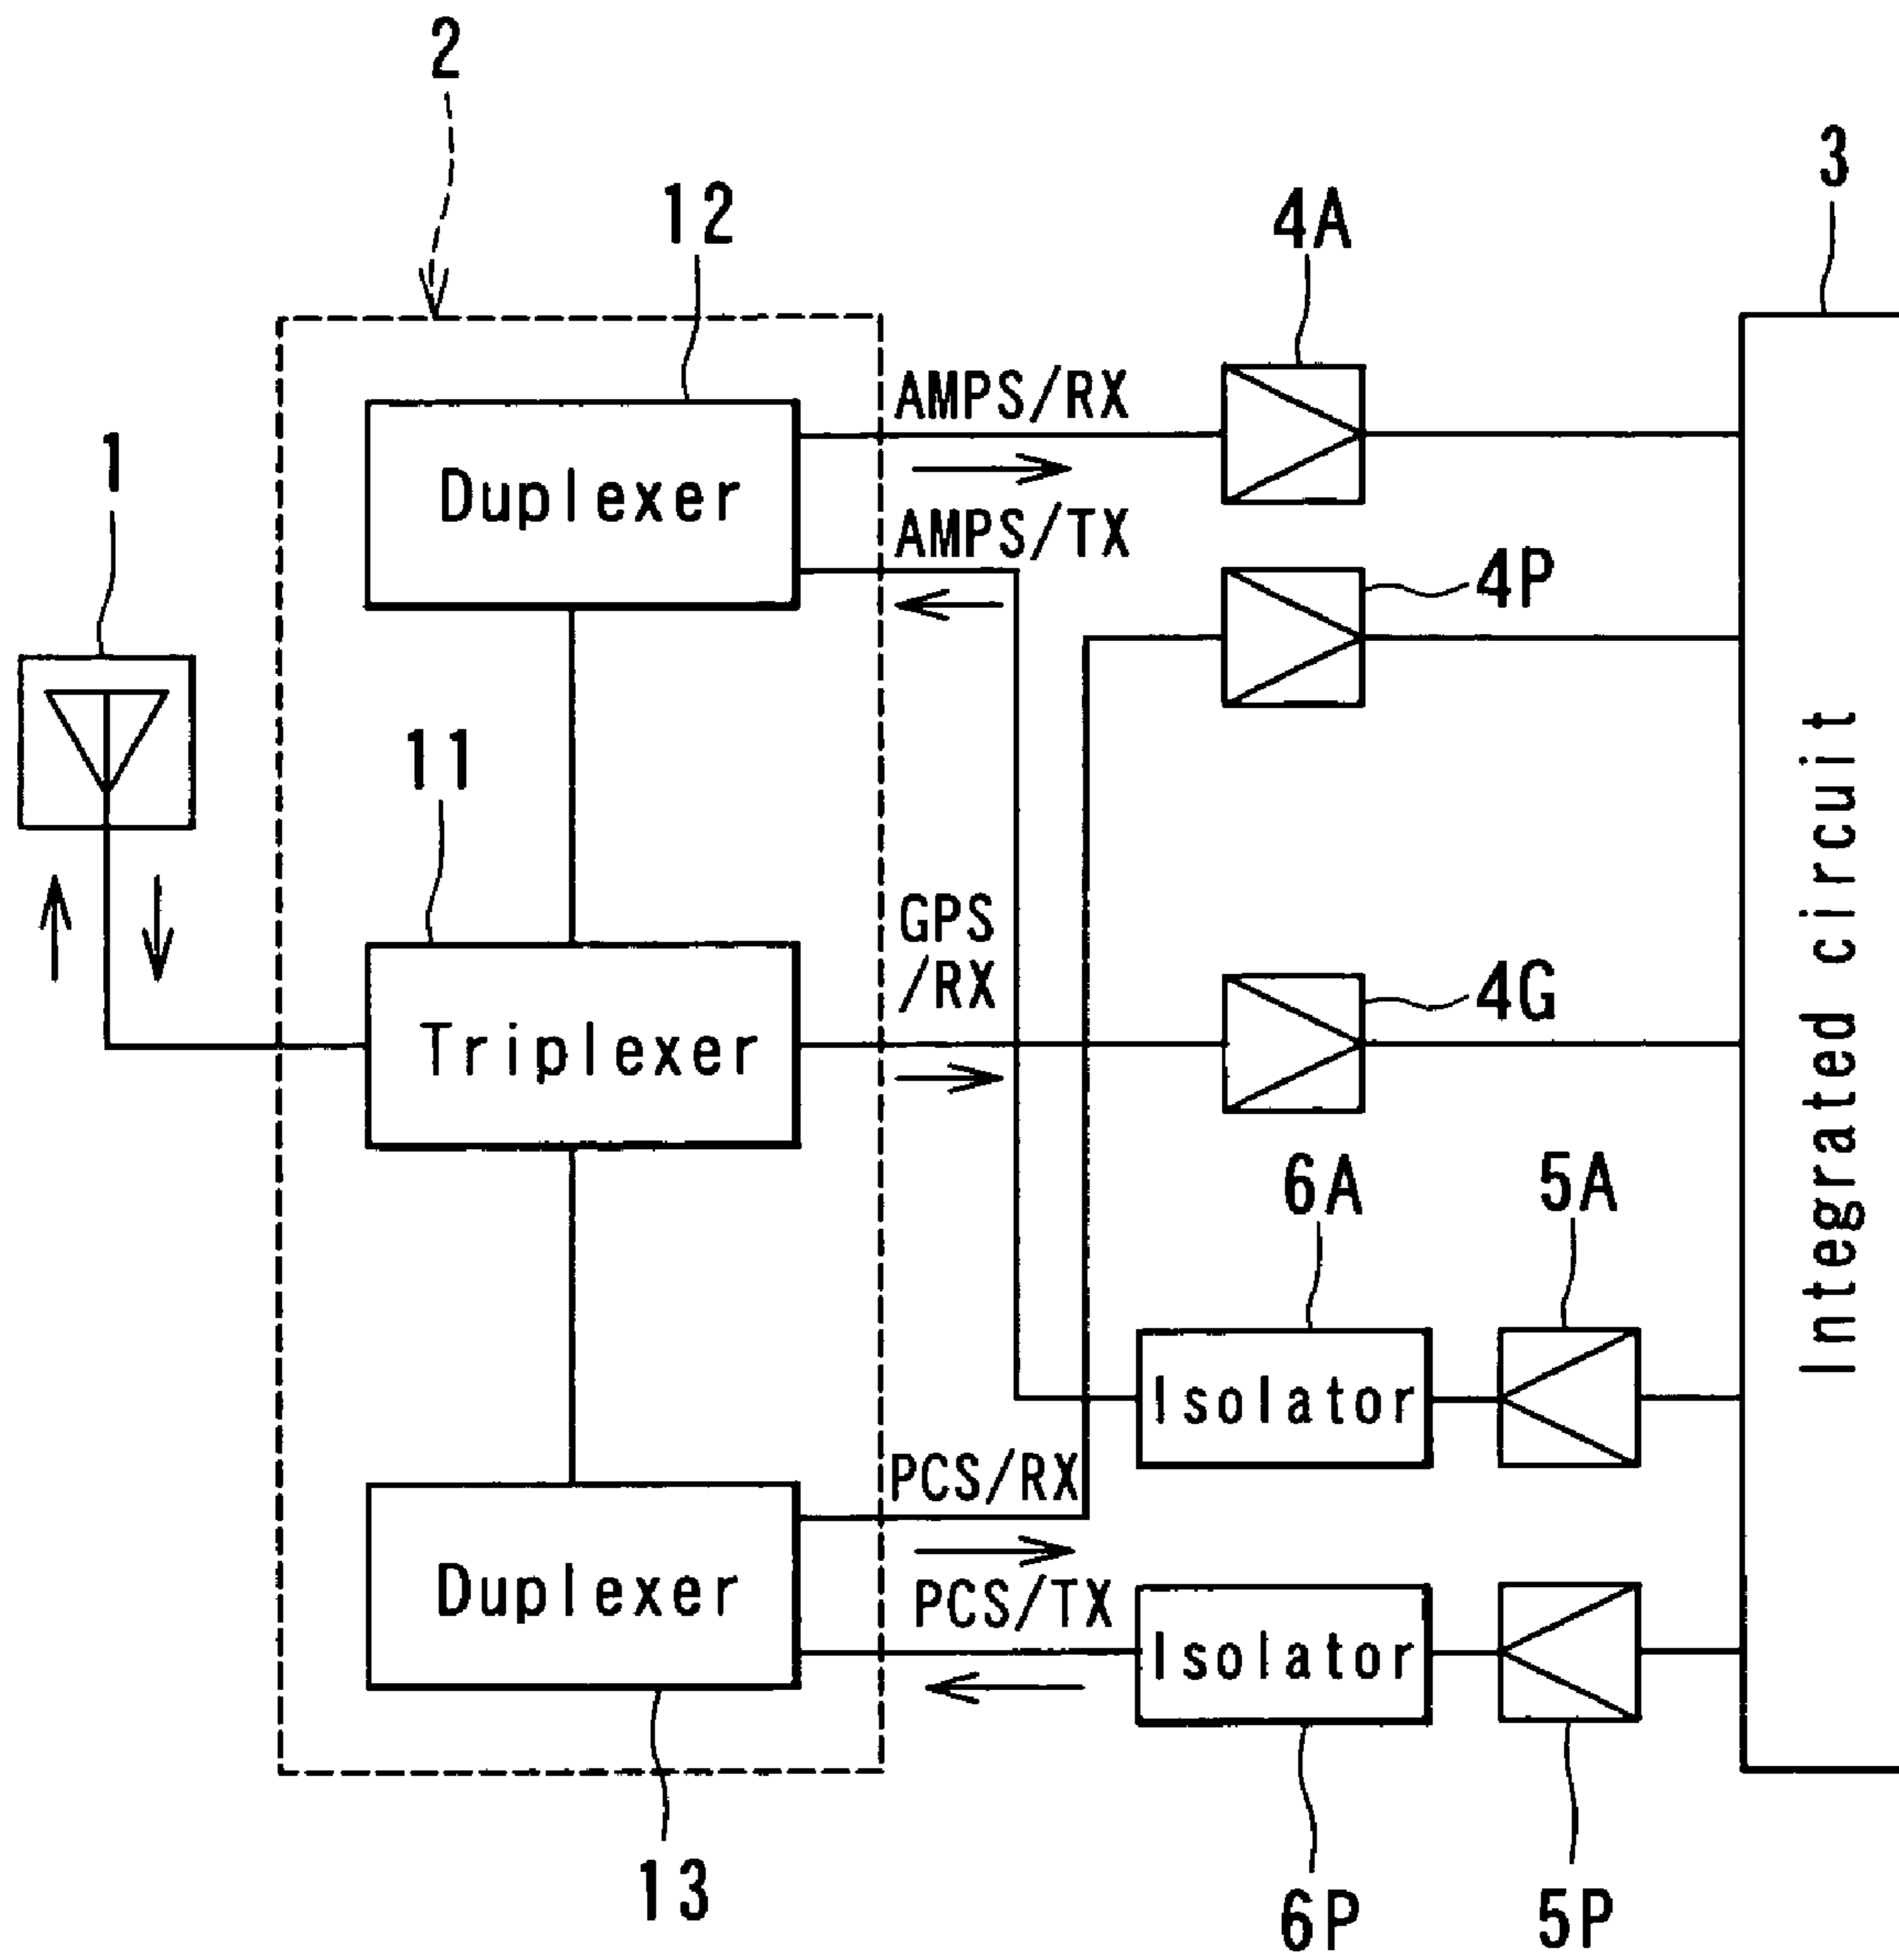 2
3
12
4A
AMPS/RX
1
Duplexer
AMPS/TX
4P
11
GPS
/RX
4G
Triplexer
Integrated circuit
6A
5A
Isolator
PCS/RX
Duplexer
PCS/TX
Isolator
13
6P
5P